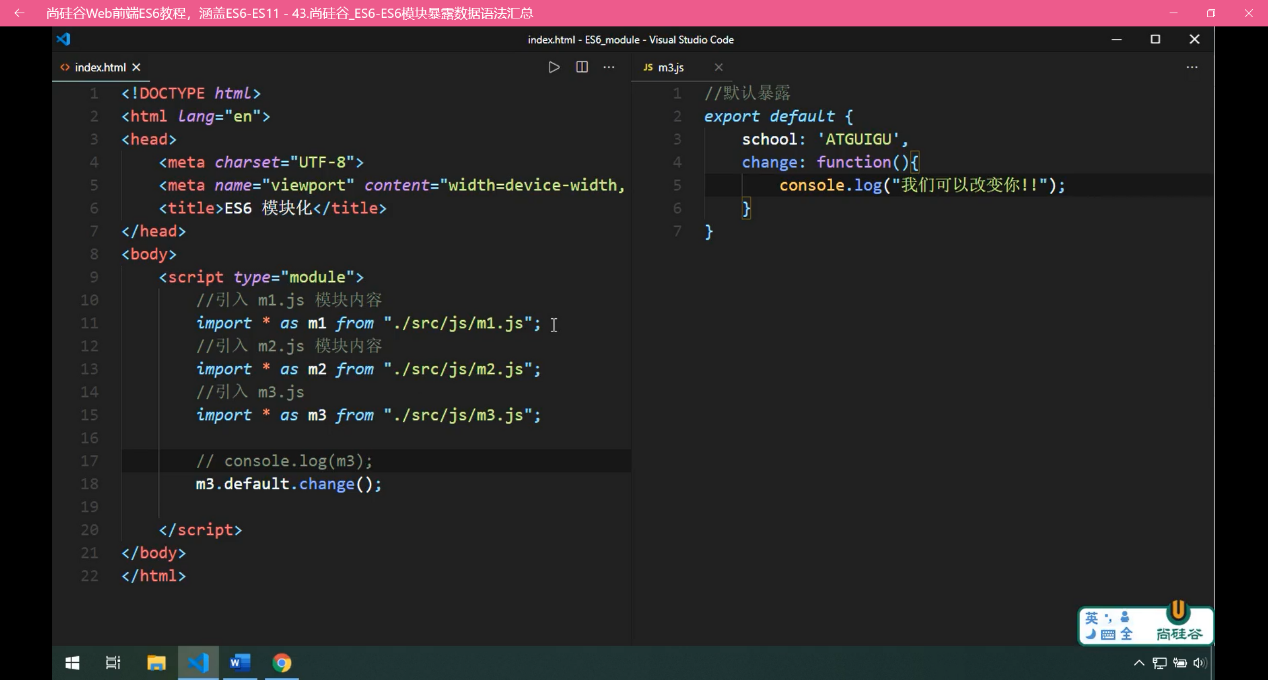 尚硅谷Web前端ES6教程，涵盖ES6-ES11 - 43.尚硅谷_ES6-ES6模块暴露数据语法汇总
index.html - ES6_module - Visual Studio Code
index.html
1 <!DOCTYPE html>
2 <html lang="en">
3 <head>
4 <meta charset="UTF-8">
5 <meta name="viewport" content="width=device-width,
6 <title>ES6 模块化</title>
7 </head>
8 <body>
9 <script type="module">
10 //引入 m1.js 模块内容
11 import * as m1 from "./src/js/m1.js";
12 //引入 m2.js 模块内容
13 import * as m2 from "./src/js/m2.js";
14 //引入 m3.js
15 import * as m3 from "./src/js/m3.js";
16
17 // console.log(m3);
18 m3.default.change();
19
20 </script>
21 </body>
22 </html>
JS m3.js
1 //默认暴露
2 export default {
3 school: 'ATGUIGU',
4 change: function(){
5 console.log("我们可以改变你!!");
6 }
7 }
英
全
尚硅谷